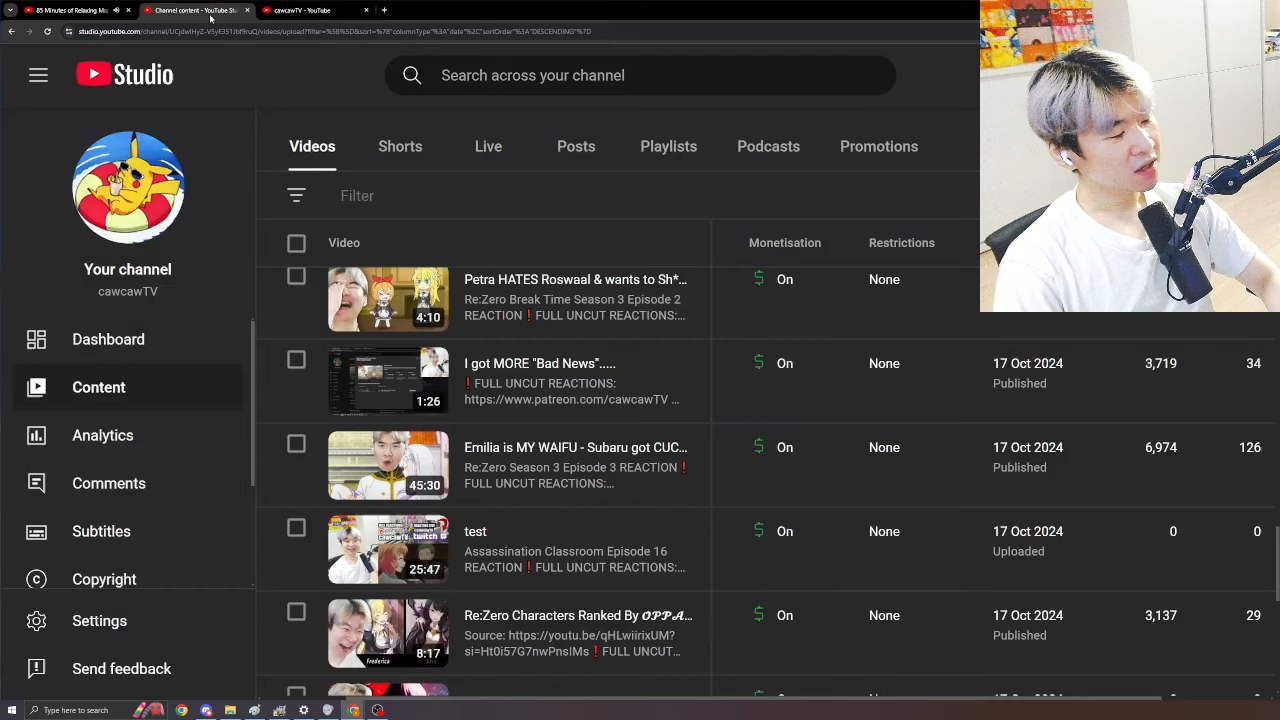 85 Minutes of Relaxing Ma
Channel content - YouTube St
cawcawTV - YouTube
Studio
Search across your channel
Your channel
cawcawTV
Dashboard
Content
Analytics
Comments
Subtitles
Copyright
Settings
Send feedback
Videos
Shorts
Live
Posts
Playlists
Podcasts
Promotions
Filter
Video
Monetisation
Restrictions
4:10
Petra HATES Roswaal & wants to Sh*...
Re:Zero Break Time Season 3 Episode 2
REACTION❗FULL UNCUT REACTIONS:...
On
None
1:26
I got MORE "Bad News".....
❗FULL UNCUT REACTIONS:
https://www.patreon.com/cawcawTV ...
On
None
17 Oct 2024
Published
3,719
34
45:30
Emilia is MY WAIFU - Subaru got CUC...
Re:Zero Season 3 Episode 3 REACTION❗
FULL UNCUT REACTIONS:...
On
None
17 Oct 2024
Published
6,974
126
25:47
test
Assassination Classroom Episode 16
REACTION❗FULL UNCUT REACTIONS:...
On
None
17 Oct 2024
Uploaded
0
0
Frederica
8:17
Re:Zero Characters Ranked By 𝓞𝓟𝓟𝓐...
Source: https://youtu.be/qHLwiirixUM?
si=Ht0i57G7nwPnsIMs❗FULL UNCUT...
On
None
17 Oct 2024
Published
3,137
29
Type here to search